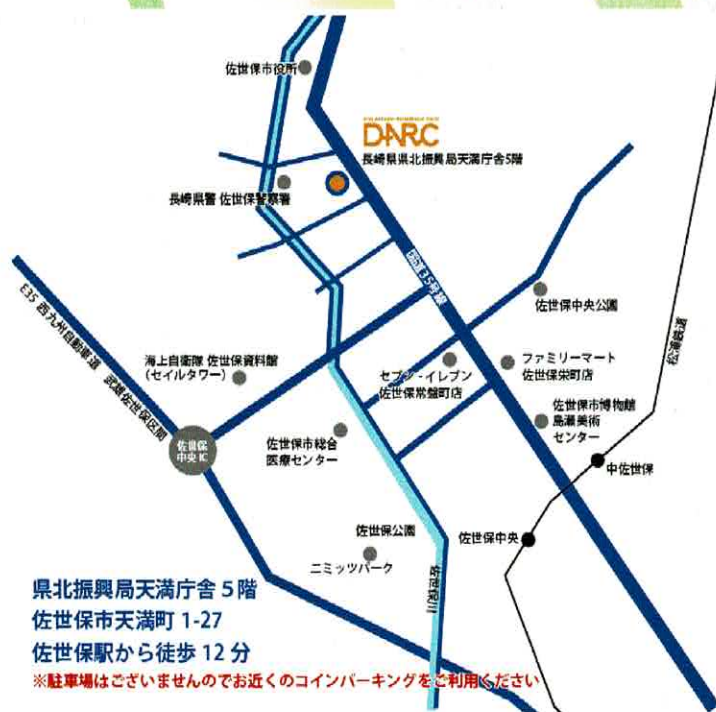 佐世保市役所
DARC
長崎県県北振興局天満庁舎5階
長崎県警 佐世保警察署
国道35号線
佐世保中央公園
E35 西九州自動車道 武雄佐世保区間
海上自衛隊 佐世保資料館
(セイルタワー)
セブン-イレブン
佐世保常盤町店
ファミリーマート
佐世保栄町店
松浦鉄道
佐世保市博物館
島瀬美術
センター
佐世保
中央IC
佐世保市総合
医療センター
中佐世保
佐世保中央
佐世保公園
ニミッツパーク
佐世保川
県北振興局天満庁舎 5 階
佐世保市天満町 1-27
佐世保駅から徒歩 12 分
※駐車場はございませんのでお近くのコインパーキングをご利用ください